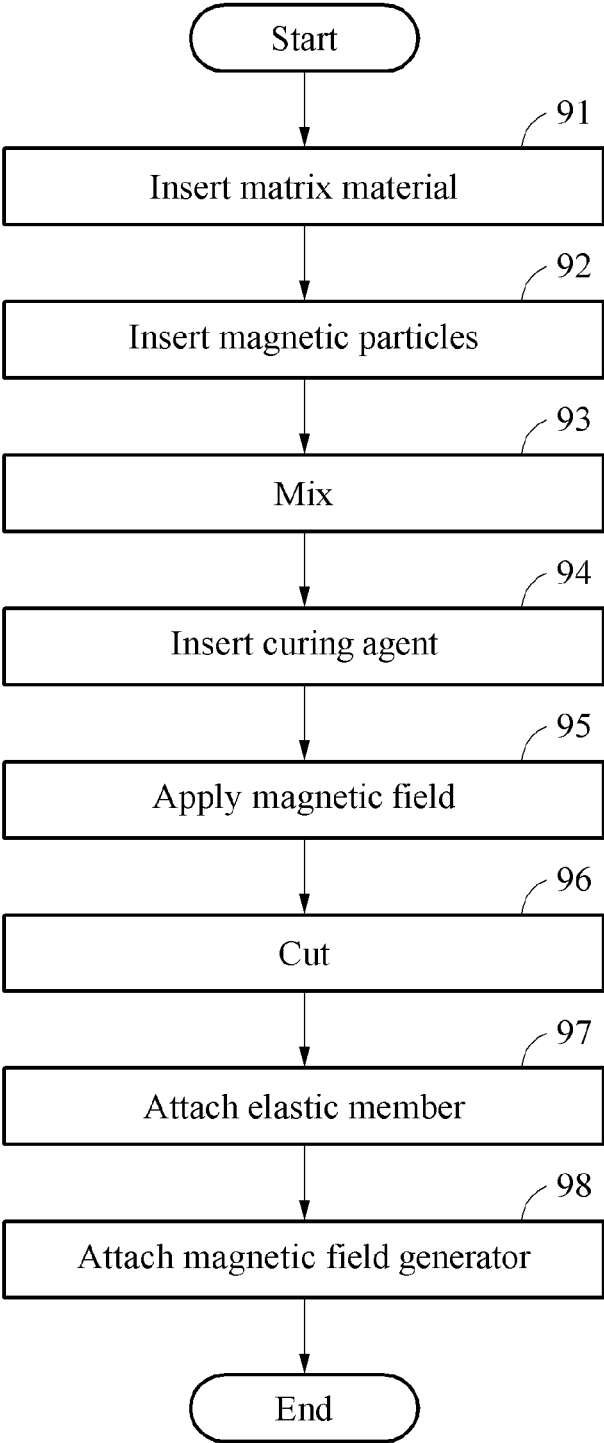 Start
91
Insert matrix material
92
Insert magnetic particles
93
Mix
94
Insert curing agent
95
Apply magnetic field
96
Cut
97
Attach elastic member
98
Attach magnetic field generator
End